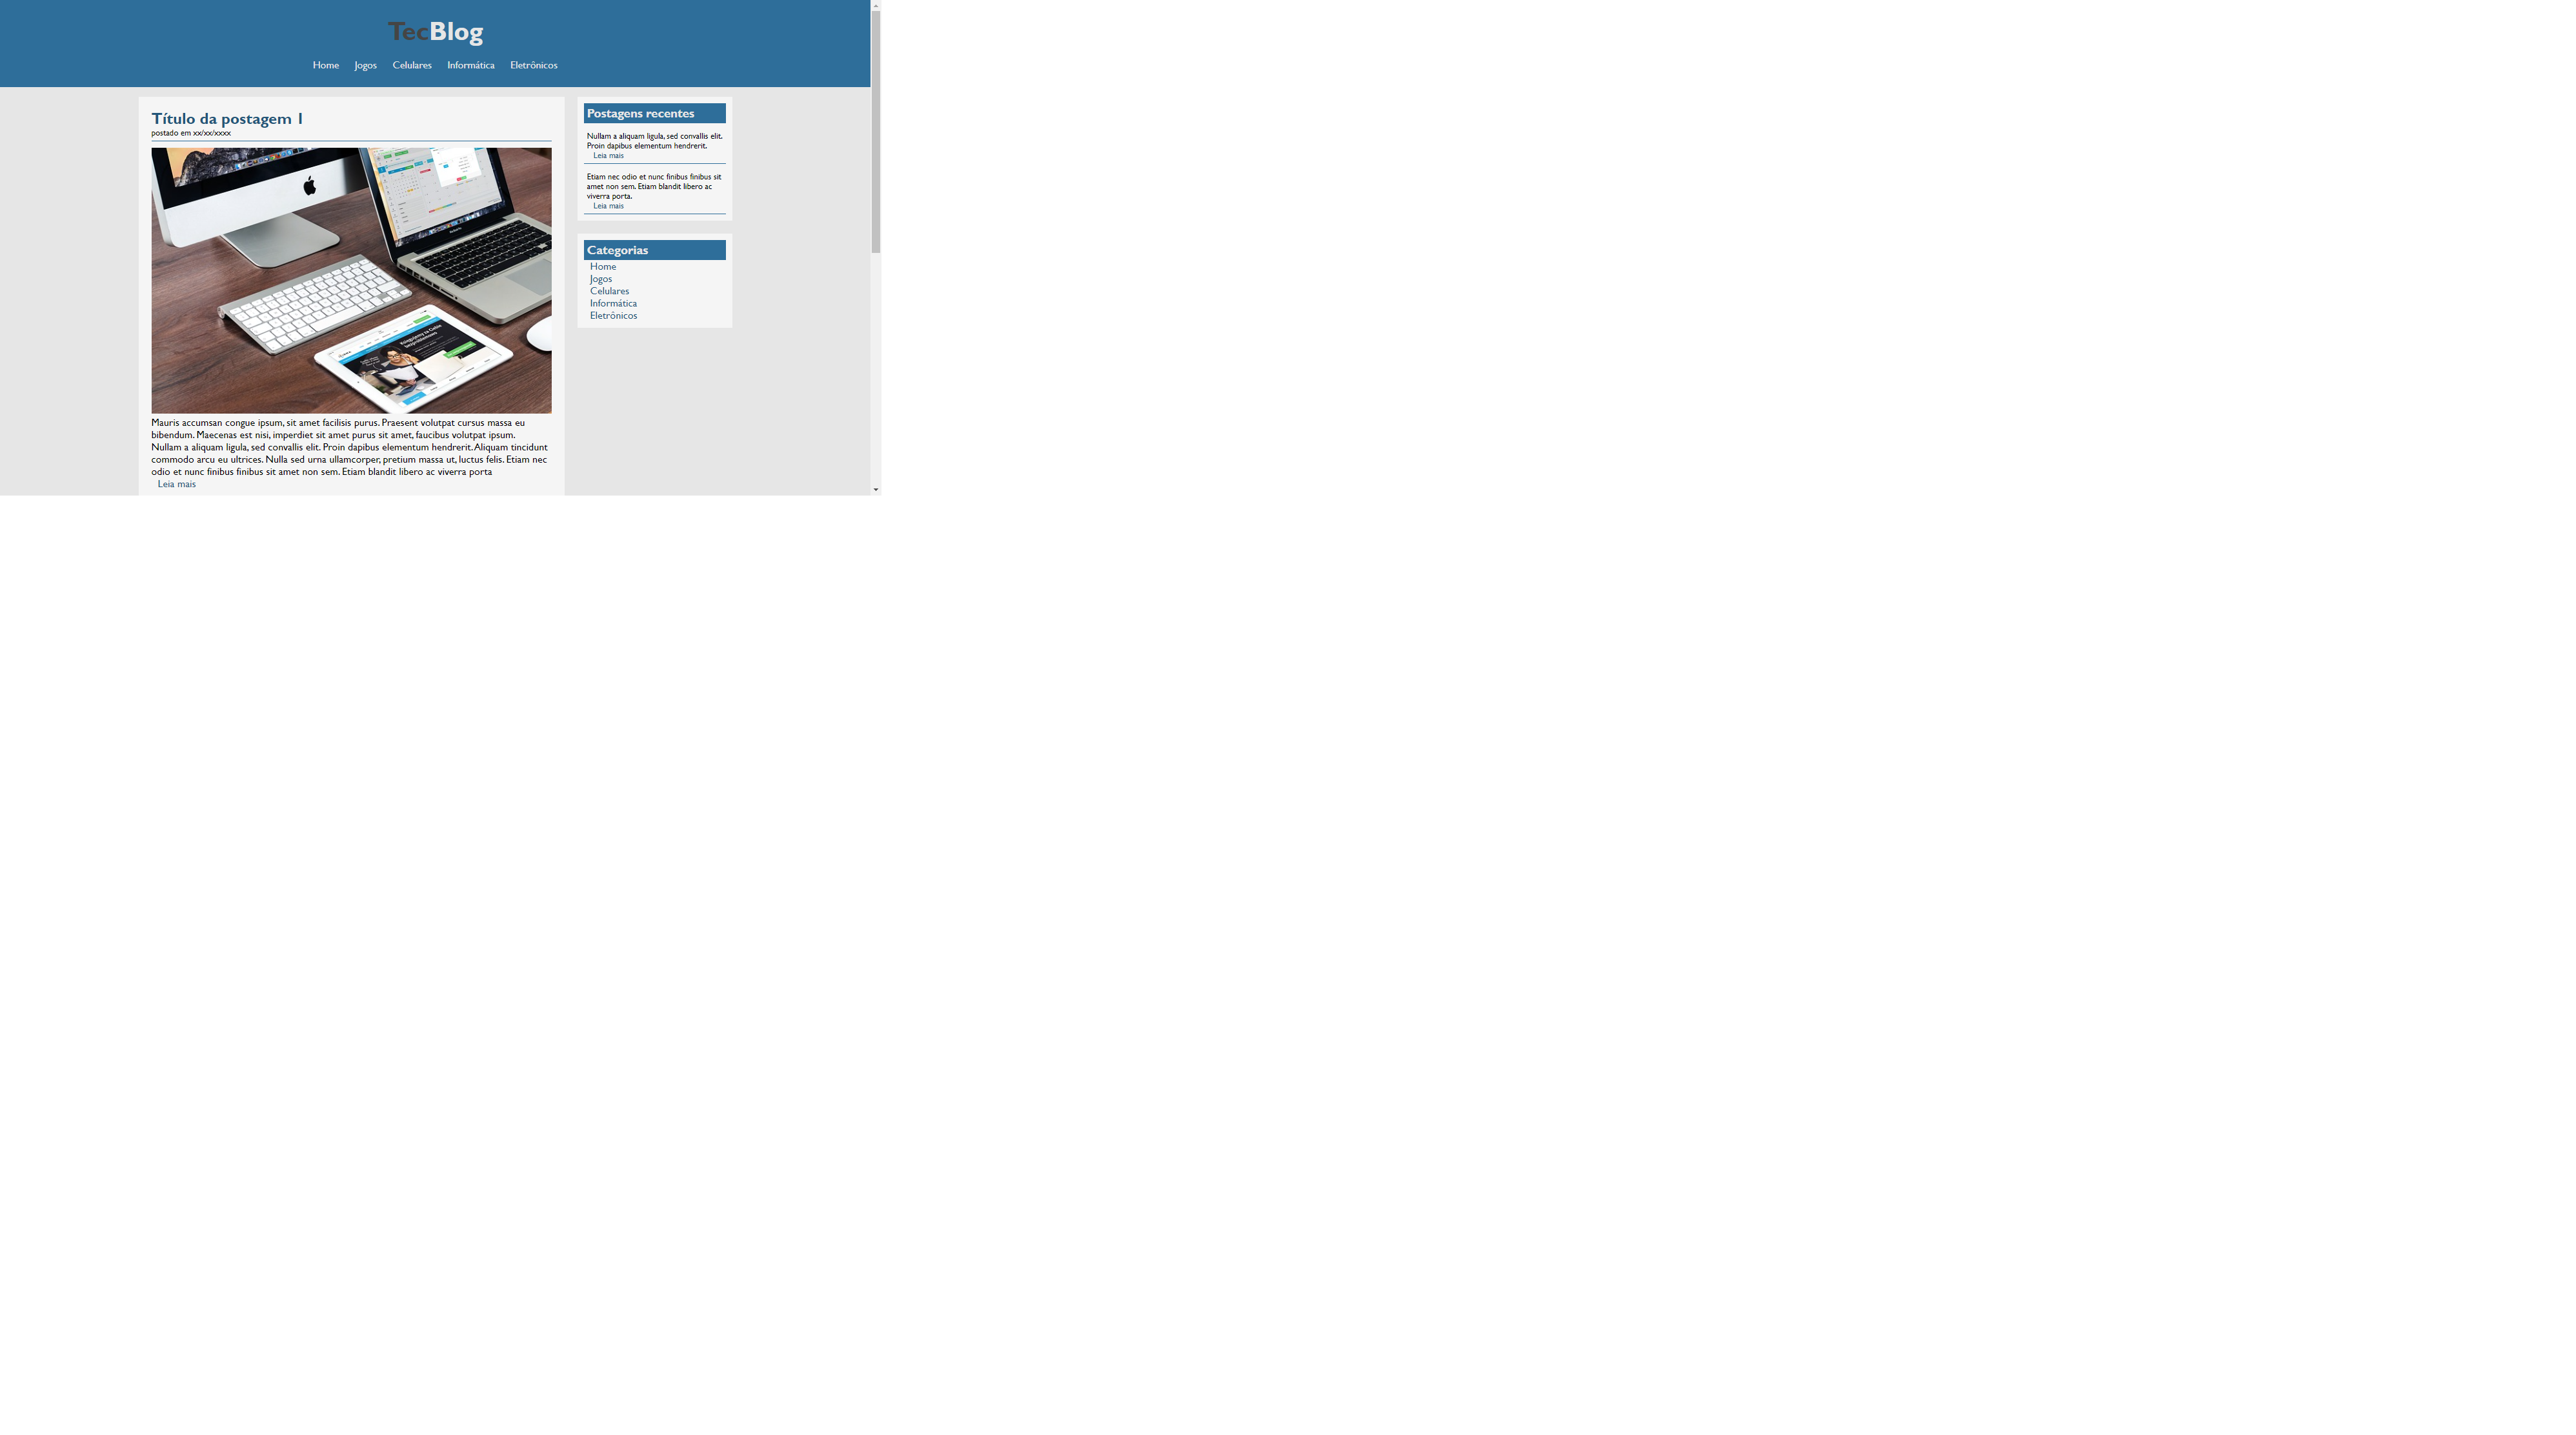 TecBlog
Home Jogos Celulares Informática Eletrônicos
Título da postagem 1
postado em xx/xx/xxxx
Mauris accumsan congue ipsum, sit amet facilisis purus. Praesent volutpat cursus massa eu
bibendum. Maecenas est nisi, imperdiet sit amet purus sit amet, faucibus volutpat ipsum.
Nullam a aliquam ligula, sed convallis elit. Proin dapibus elementum hendrerit. Aliquam tincidunt
commodo arcu eu ultrices. Nulla sed urna ullamcorper, pretium massa ut, luctus felis. Etiam nec
odio et nunc finibus finibus sit amet non sem. Etiam blandit libero ac viverra porta
Leia mais
Postagens recentes
Nullam a aliquam ligula, sed convallis elit.
Proin dapibus elementum hendrerit.
Leia mais
Etiam nec odio et nunc finibus finibus sit
amet non sem. Etiam blandit libero ac
viverra porta.
Leia mais
Categorias
Home
Jogos
Celulares
Informática
Eletrônicos